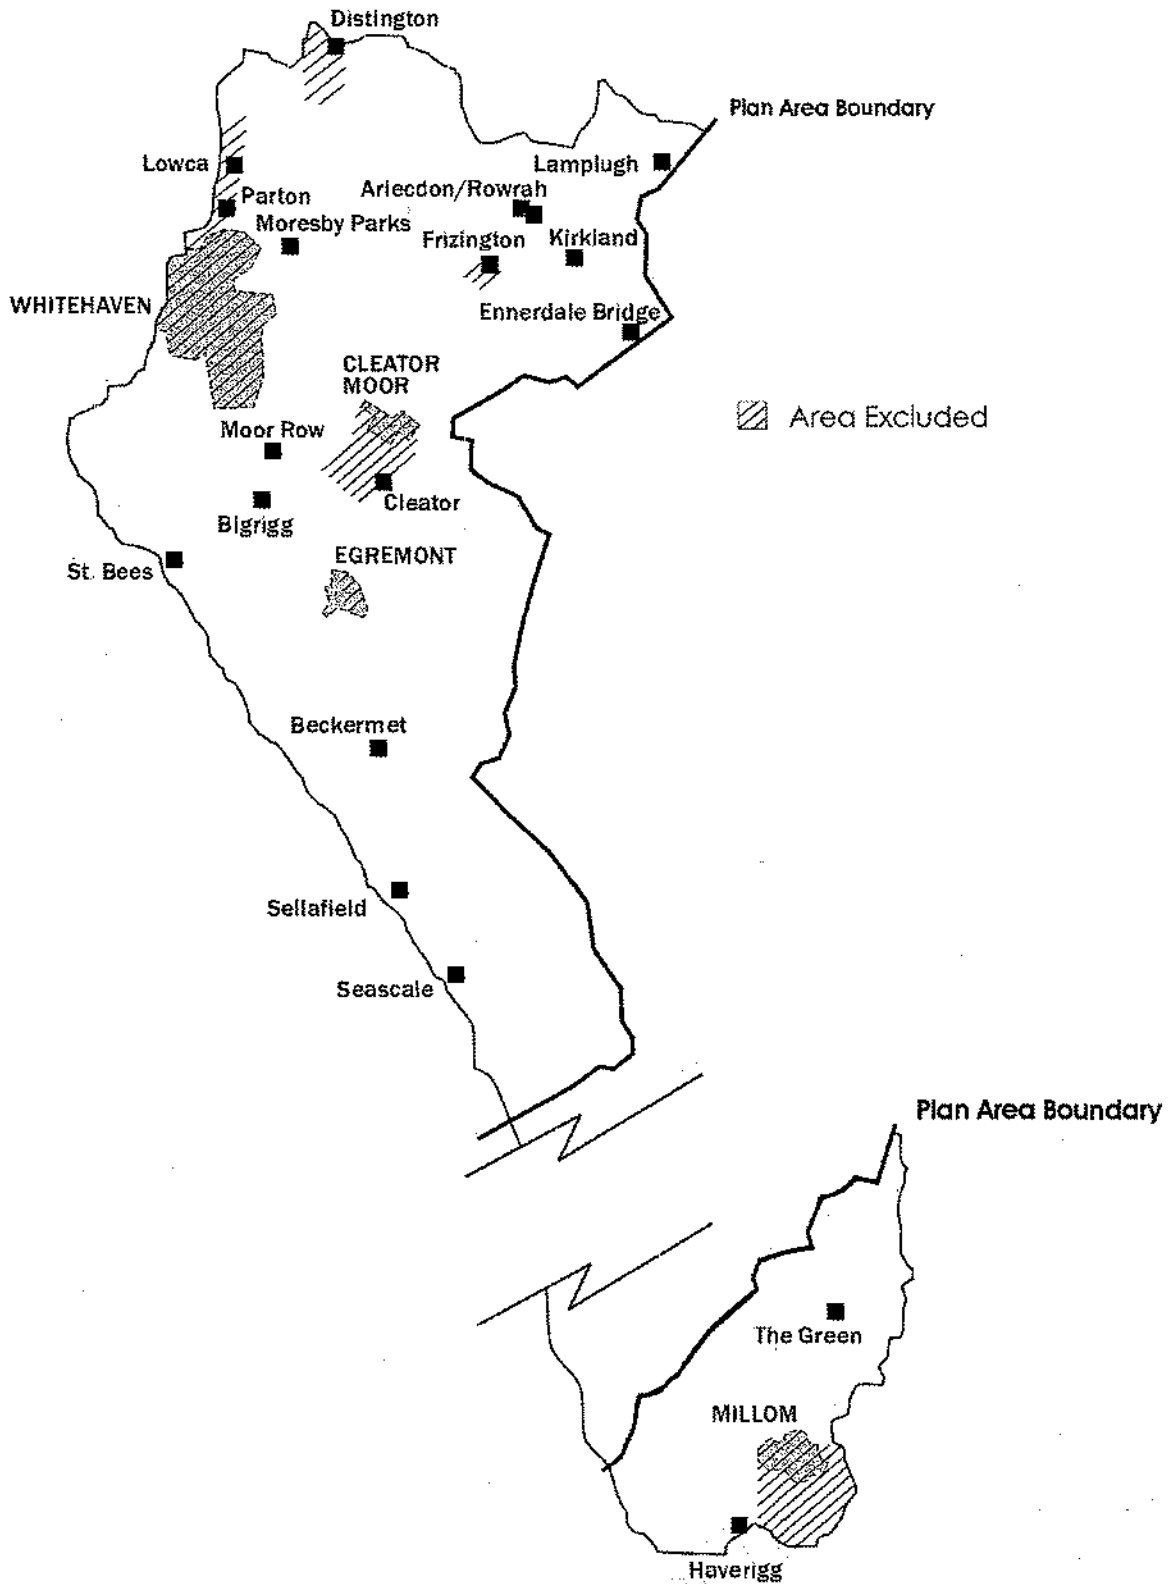 Distington
Plan Area Boundary
Lowca
Lamplugh
Parton
Arlecdon/Rowrah
Moresby Parks
Frizington
Kirkland
WHITEHAVEN
Ennerdale Bridge
CLEATOR
MOOR
Area Excluded
Moor Row
Cleator
Bigrigg
EGREMONT
St. Bees
Beckermet
Sellafield
Seascale
Plan Area Boundary
The Green
MILLOM
Haverigg